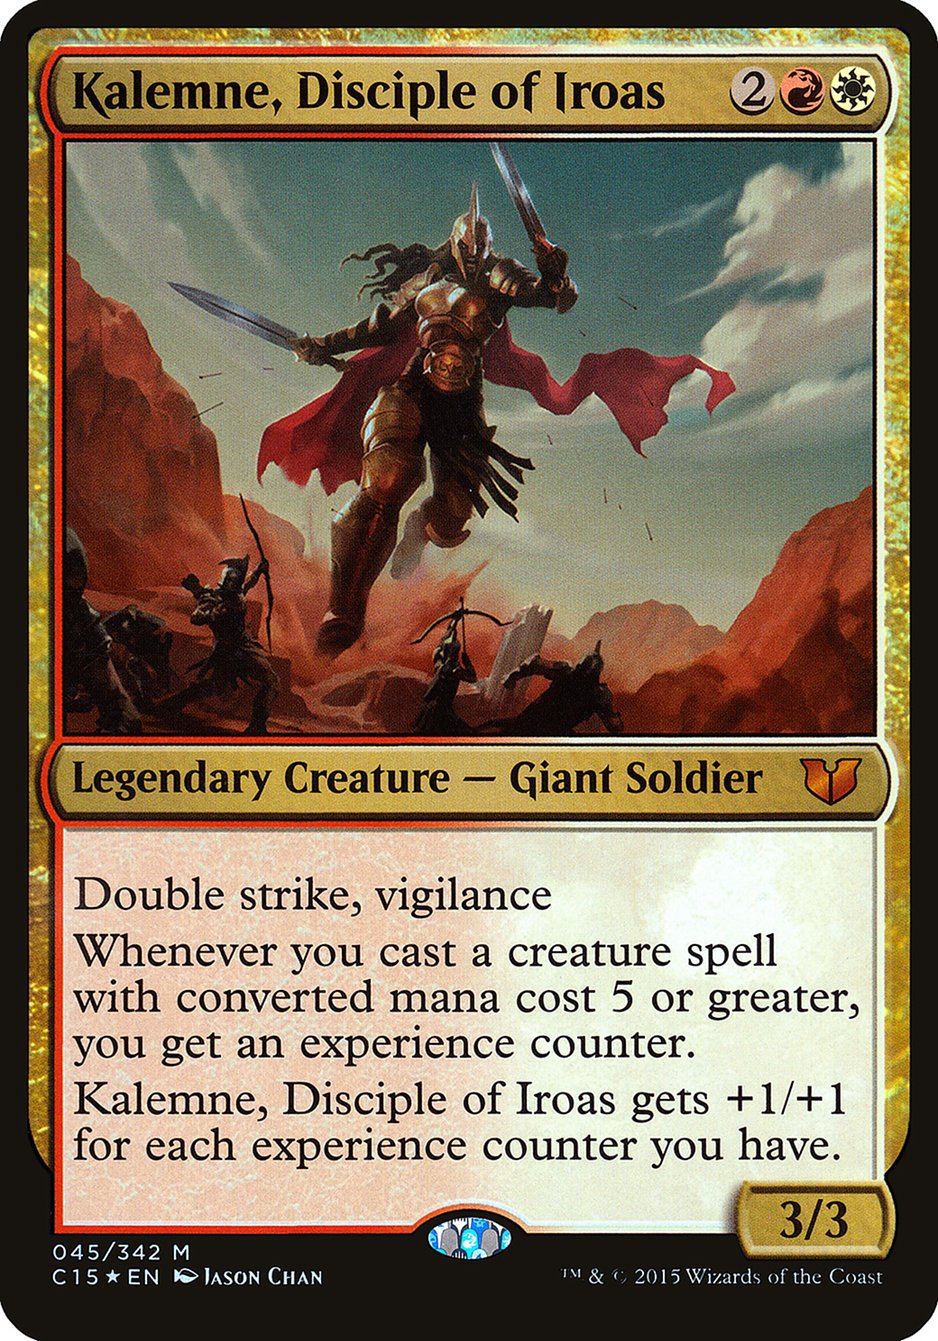 Kalemne, Disciple of Iroas 2
Legendary Creature — Giant Soldier
Double strike, vigilance
Whenever you cast a creature spell
with converted mana cost 5 or greater,
you get an experience counter.
Kalemne, Disciple of Iroas gets +1/+1
for each experience counter you have.
3/3
045/342 M
C15★EN Jason Chan
™ & © 2015 Wizards of the Coast